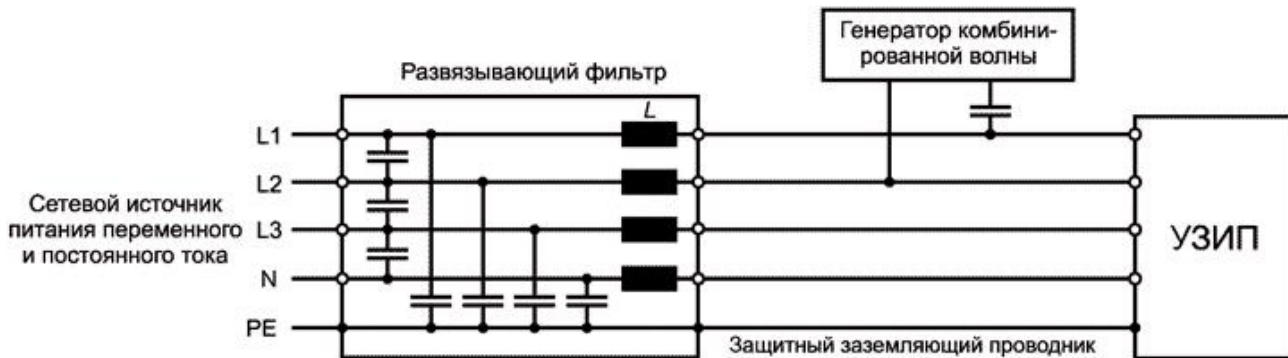 Генератор комбини-
рованной волны
Развязывающий фильтр
L
L1
L2
L3
N
PE
Сетевой источник
питания переменного
и постоянного тока
УЗИП
Защитный заземляющий проводник